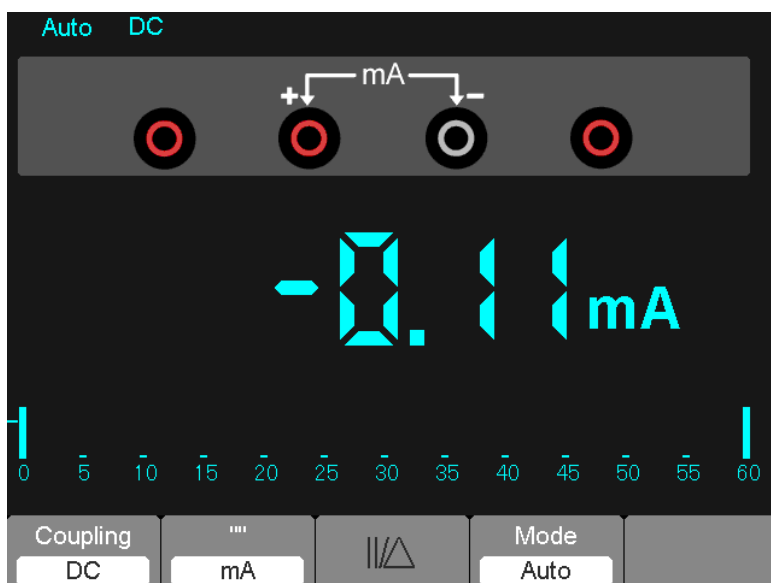 Auto DC
mA
+ -
-0.11 mA
0 5 10 15 20 25 30 35 40 45 50 55 60
Coupling "" ||/△ Mode
DC mA Auto